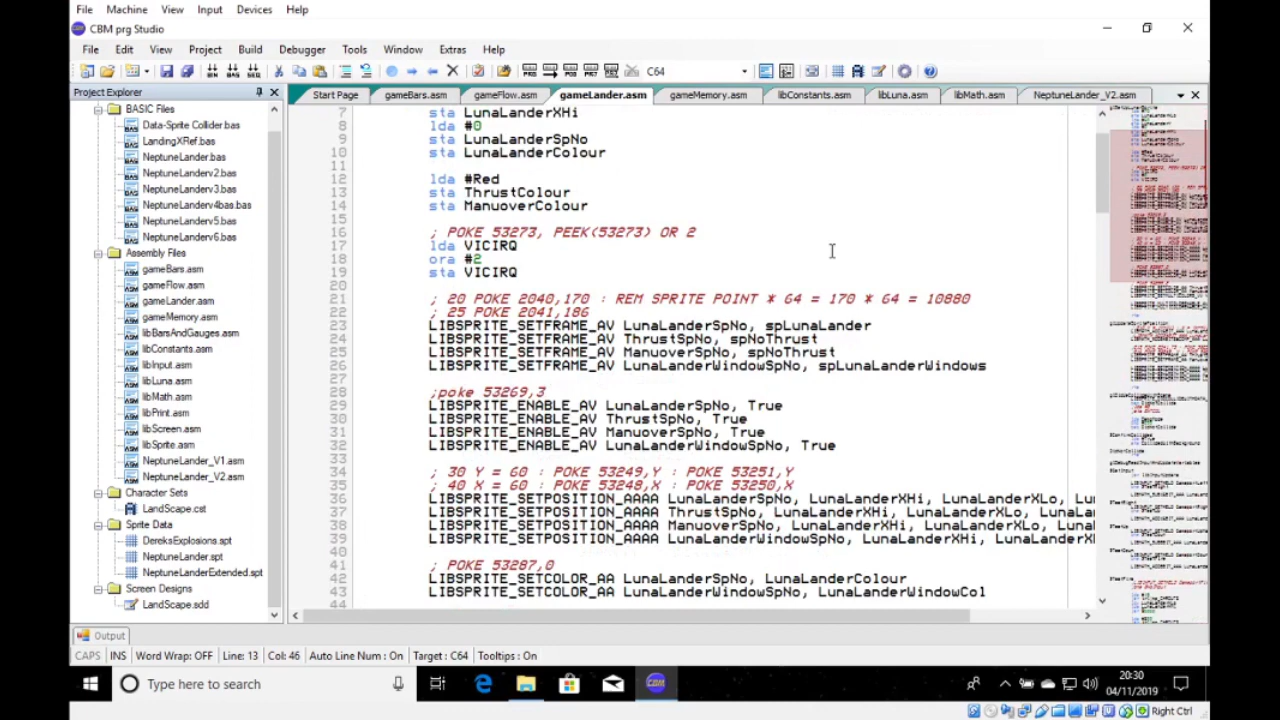 File Machine View Input Devices Help
CBM prg Studio
File Edit View Project Build Debugger Tools Window Extras Help
C64
Project Explorer
Start Page gameBars.asm gameFlow.asm gameLander.asm gameMemory.asm libConstants.asm libLuna.asm libMath.asm NeptuneLander_V2.asm
BASIC Files
Data-Sprite Collider.bas
LandingXRef.bas
NeptuneLander.bas
NeptuneLanderv2.bas
NeptuneLanderv3.bas
NeptuneLanderv4bas.bas
NeptuneLanderv5.bas
NeptuneLanderv6.bas
Assembly Files
gameBars.asm
gameFlow.asm
gameLander.asm
gameMemory.asm
libBarsAndGauges.asm
libConstants.asm
libInput.asm
libLuna.asm
libMath.asm
libPrint.asm
libScreen.asm
libSprite.asm
NeptuneLander_V1.asm
NeptuneLander_V2.asm
Character Sets
LandScape.cst
Sprite Data
DereksExplosions.spt
NeptuneLander.spt
NeptuneLanderExtended.spt
Screen Designs
LandScape.sdd
7 sta LunaLanderXHi
8 lda #0
9 sta LunaLanderSpNo
10 sta LunaLanderColour
11
12 lda #Red
13 sta ThrustColour
14 sta ManuoverColour
15
16 ; POKE 53273, PEEK(53273) OR 2
17 lda VICIRQ
18 ora #2
19 sta VICIRQ
20
21 ; 20 POKE 2040,170 : REM SPRITE POINT * 64 = 170 * 64 = 10880
22 ; 25 POKE 2041,186
23 LIBSPRITE_SETFRAME_AV LunaLanderSpNo, spLunaLander
24 LIBSPRITE_SETFRAME_AV ThrustSpNo, spNoThrust
25 LIBSPRITE_SETFRAME_AV ManuoverSpNo, spNoThrust
26 LIBSPRITE_SETFRAME_AV LunaLanderWindowSpNo, spLunaLanderWindows
27
28 ;poke 53269,3
29 LIBSPRITE_ENABLE_AV LunaLanderSpNo, True
30 LIBSPRITE_ENABLE_AV ThrustSpNo, True
31 LIBSPRITE_ENABLE_AV ManuoverSpNo, True
32 LIBSPRITE_ENABLE_AV LunaLanderWindowSpNo, True
33
34 ; 30 Y = 60 : POKE 53249,Y : POKE 53251,Y
35 ; 40 X = 60 : POKE 53248,X : POKE 53250,X
36 LIBSPRITE_SETPOSITION_AAAA LunaLanderSpNo, LunaLanderXHi, LunaLanderXLo, Lu
37 LIBSPRITE_SETPOSITION_AAAA ThrustSpNo, LunaLanderXHi, LunaLanderXLo, LunaL
38 LIBSPRITE_SETPOSITION_AAAA ManuoverSpNo, LunaLanderXHi, LunaLanderXLo, Luna
39 LIBSPRITE_SETPOSITION_AAAA LunaLanderWindowSpNo, LunaLanderXHi, LunaLanderX
40
41 ; POKE 53287,0
42 LIBSPRITE_SETCOLOR_AA LunaLanderSpNo, LunaLanderColour
43 LIBSPRITE_SETCOLOR_AA LunaLanderWindowSpNo, LunaLanderWindowCol
44
Output
CAPS INS Word Wrap: OFF Line: 13 Col: 46 Auto Line Num : On Target : C64 Tooltips : On
Type here to search
20:30
04/11/2019
Right Ctrl